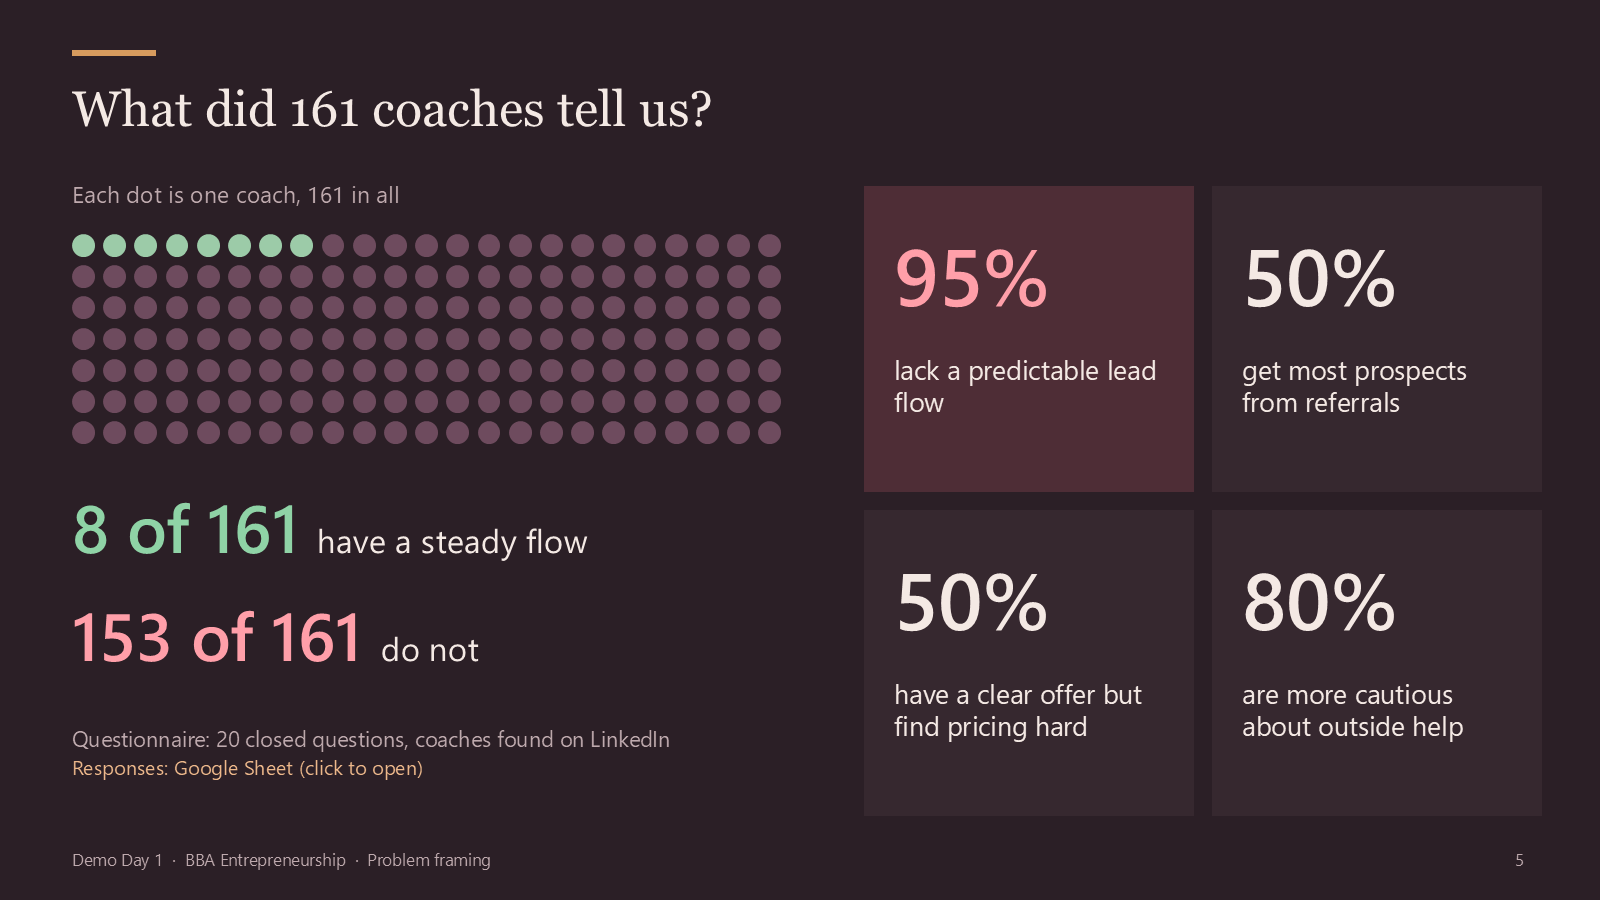 What did 161 coaches tell us?
Each dot is one coach, 161 in all
8 of 161 have a steady flow
153 of 161 do not
Questionnaire: 20 closed questions, coaches found on LinkedIn
Responses: Google Sheet (click to open)
95%
lack a predictable lead
flow
50%
get most prospects
from referrals
50%
have a clear offer but
find pricing hard
80%
are more cautious
about outside help
Demo Day 1 · BBA Entrepreneurship · Problem framing
5